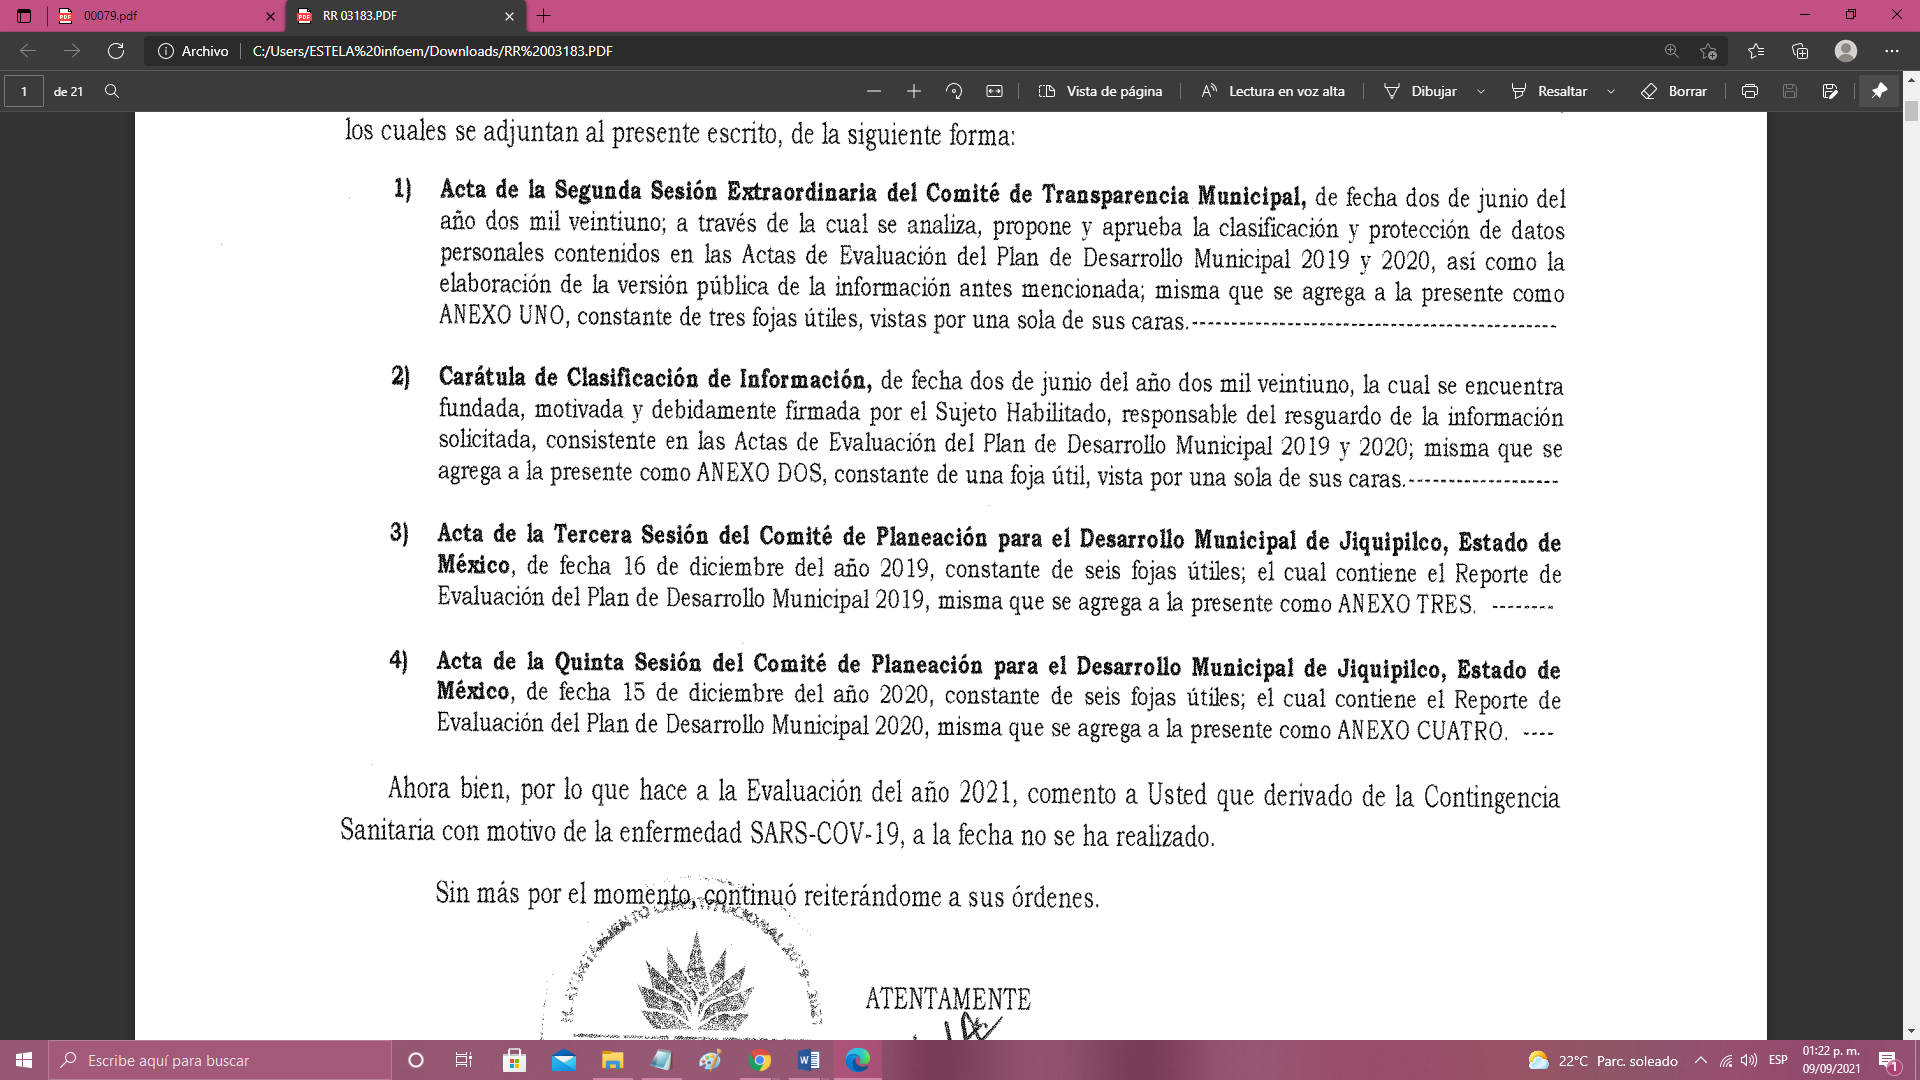 00079.pdf
RR 03183.PDF
Archivo
C:/Users/ESTELA%20infoem/Downloads/RR%2003183.PDF
1 de 21
Vista de página
Lectura en voz alta
Dibujar
Resaltar
Borrar
los cuales se adjuntan al presente escrito, de la siguiente forma:
1) Acta de la Segunda Sesión Extraordinaria del Comité de Transparencia Municipal, de fecha dos de junio del
año dos mil veintiuno; a través de la cual se analiza, propone y aprueba la clasificación y protección de datos
personales contenidos en las Actas de Evaluación del Plan de Desarrollo Municipal 2019 y 2020, así como la
elaboración de la versión pública de la información antes mencionada; misma que se agrega a la presente como
ANEXO UNO, constante de tres fojas útiles, vistas por una sola de sus caras.---------------------------------------------
2) Carátula de Clasificación de Información, de fecha dos de junio del año dos mil veintiuno, la cual se encuentra
fundada, motivada y debidamente firmada por el Sujeto Habilitado, responsable del resguardo de la información
solicitada, consistente en las Actas de Evaluación del Plan de Desarrollo Municipal 2019 y 2020; misma que se
agrega a la presente como ANEXO DOS, constante de una foja útil, vista por una sola de sus caras.-------------------
3) Acta de la Tercera Sesión del Comité de Planeación para el Desarrollo Municipal de Jiquipilco, Estado de
México, de fecha 16 de diciembre del año 2019, constante de seis fojas útiles; el cual contiene el Reporte de
Evaluación del Plan de Desarrollo Municipal 2019, misma que se agrega a la presente como ANEXO TRES. --------
4) Acta de la Quinta Sesión del Comité de Planeación para el Desarrollo Municipal de Jiquipilco, Estado de
México, de fecha 15 de diciembre del año 2020, constante de seis fojas útiles; el cual contiene el Reporte de
Evaluación del Plan de Desarrollo Municipal 2020, misma que se agrega a la presente como ANEXO CUATRO. ----
Ahora bien, por lo que hace a la Evaluación del año 2021, comento a Usted que derivado de la Contingencia
Sanitaria con motivo de la enfermedad SARS-COV-19, a la fecha no se ha realizado.
Sin más por el momento, continuó reiterándome a sus órdenes.
H. AYUNTAMIENTO CONSTITUCIONAL 2019 -
ATENTAMENTE
Escribe aquí para buscar
22°C Parc. soleado
ESP
01:22 p. m.
09/09/2021
1